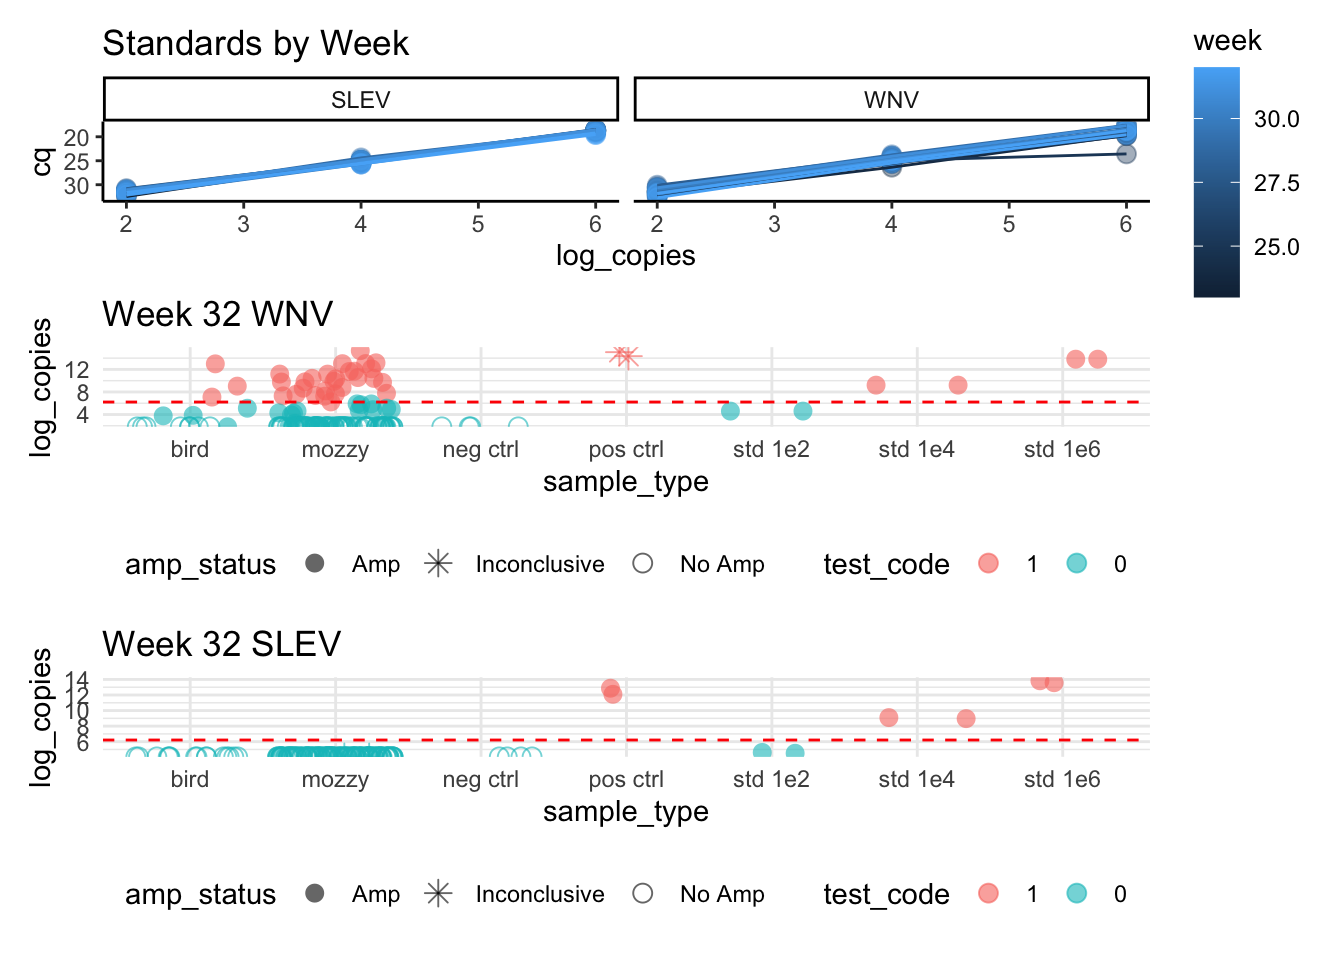 Standards by Week
week
SLEV
WNV
cq
20
25
30
2 3 4 5 6
2 3 4 5 6
log_copies
30.0
27.5
25.0
Week 32 WNV
log_copies
12
8
4
bird mozzy neg ctrl pos ctrl std 1e2 std 1e4 std 1e6
sample_type
amp_status Amp Inconclusive No Amp test_code 1 0
Week 32 SLEV
log_copies
14
12
10
8
6
bird mozzy neg ctrl pos ctrl std 1e2 std 1e4 std 1e6
sample_type
amp_status Amp Inconclusive No Amp test_code 1 0